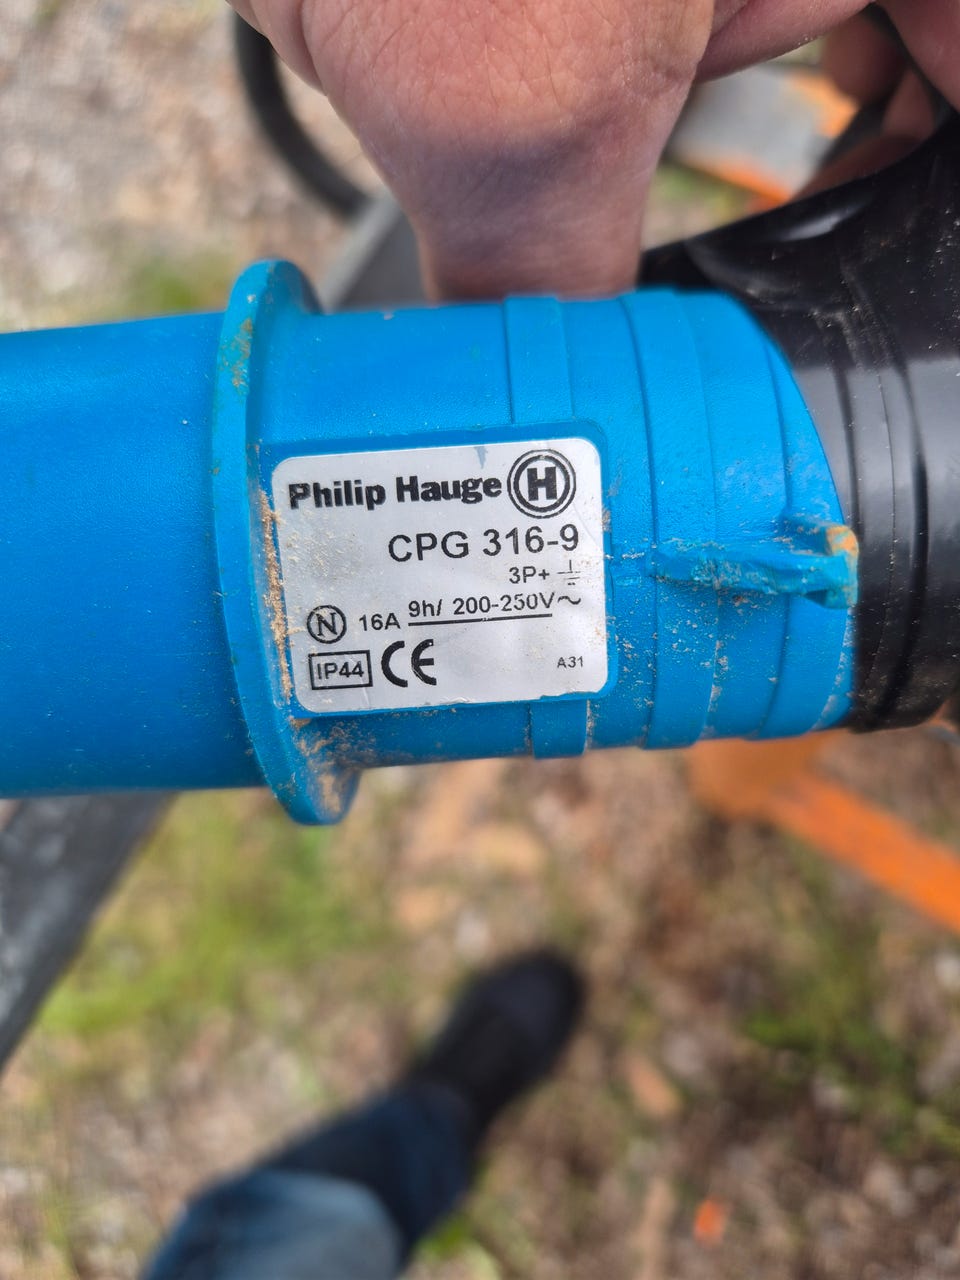 Philip Hauge H
CPG 316-9
3P+⏚
N 16A 9h/ 200-250V~
IP44 CE A31